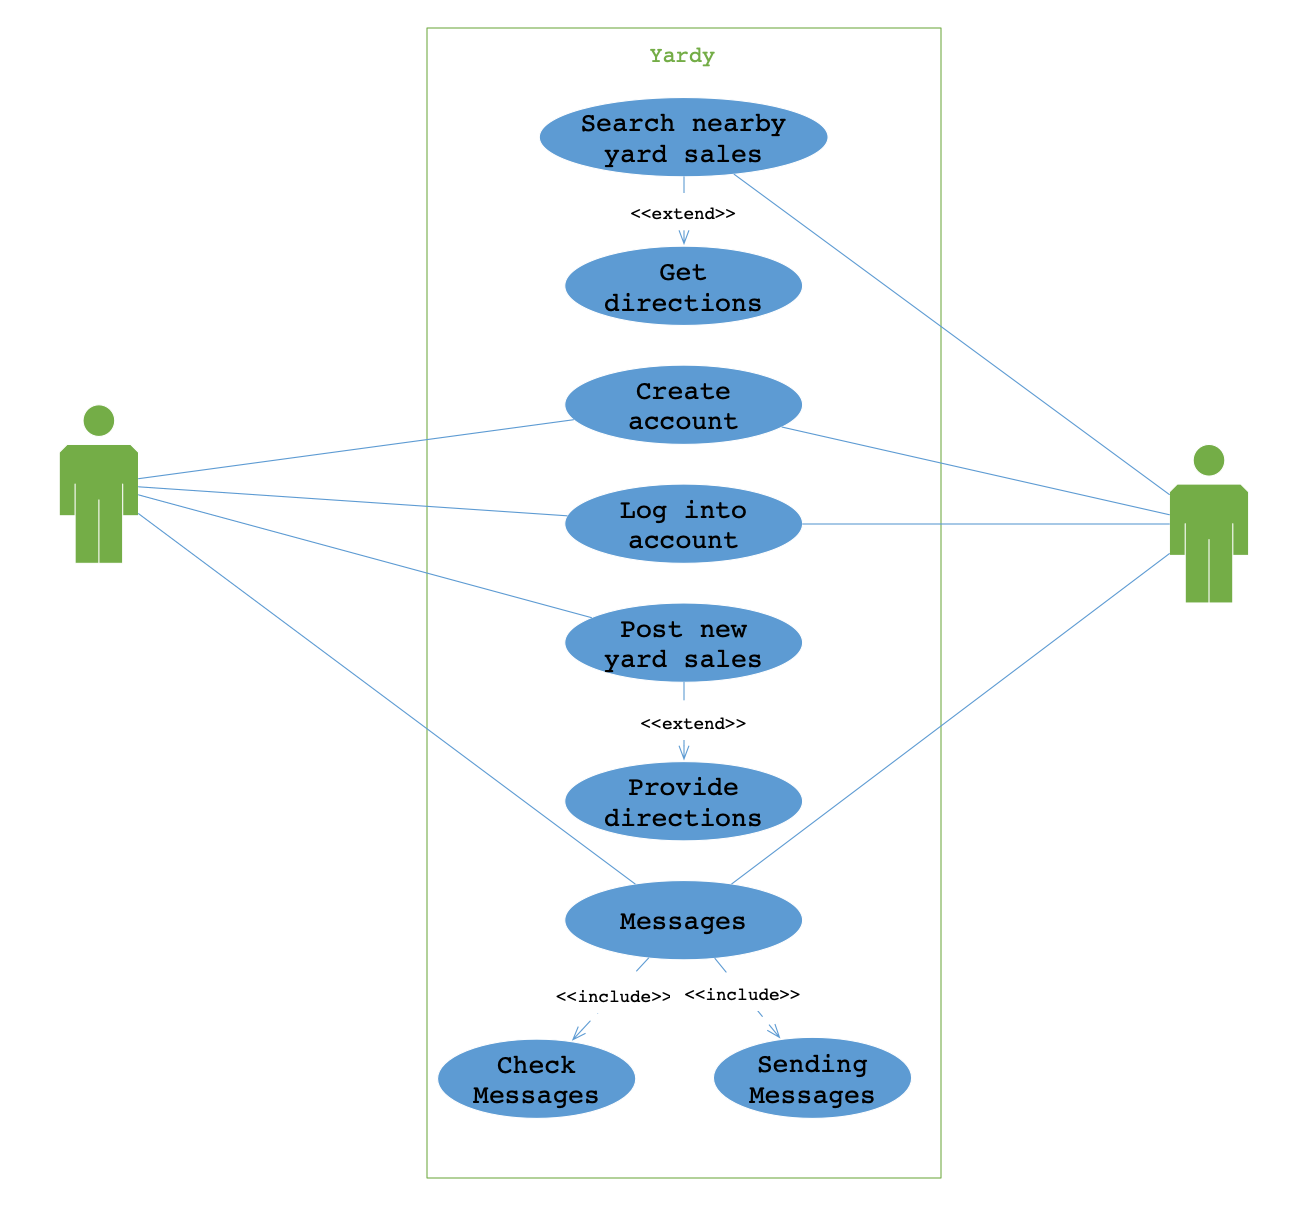 Yardy
Search nearby
yard sales
<<extend>>
Get
directions
Create
account
Log into
account
Post new
yard sales
<<extend>>
Provide
directions
Messages
<<include>>
<<include>>
Check
Messages
Sending
Messages